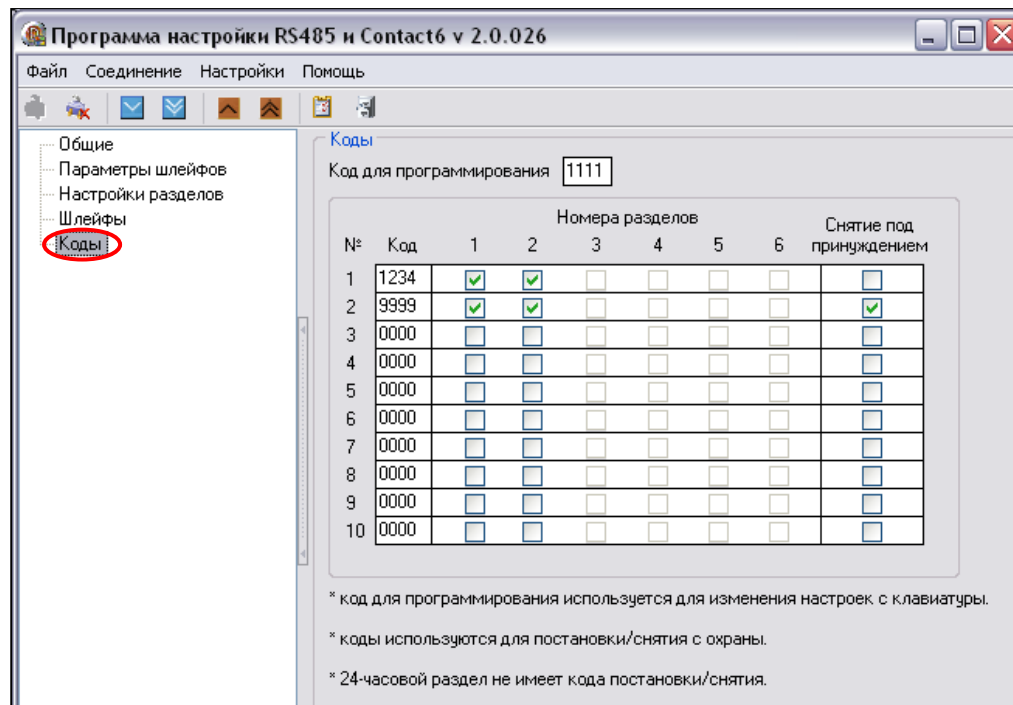 Программа настройки RS485 и Contact6 v 2.0.026
Файл Соединение Настройки Помощь
Общие
Параметры шлейфов
Настройки разделов
Шлейфы
Коды
Коды
Код для программирования 1111
Номера разделов
Снятие под
№ Код 1 2 3 4 5 6 принуждением
1 1234
2 9999
3 0000
4 0000
5 0000
6 0000
7 0000
8 0000
9 0000
10 0000
* код для программирования используется для изменения настроек с клавиатуры.
* коды используются для постановки/снятия с охраны.
* 24-часовой раздел не имеет кода постановки/снятия.